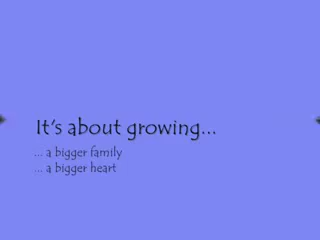 It's about growing...
... a bigger family
... a bigger heart